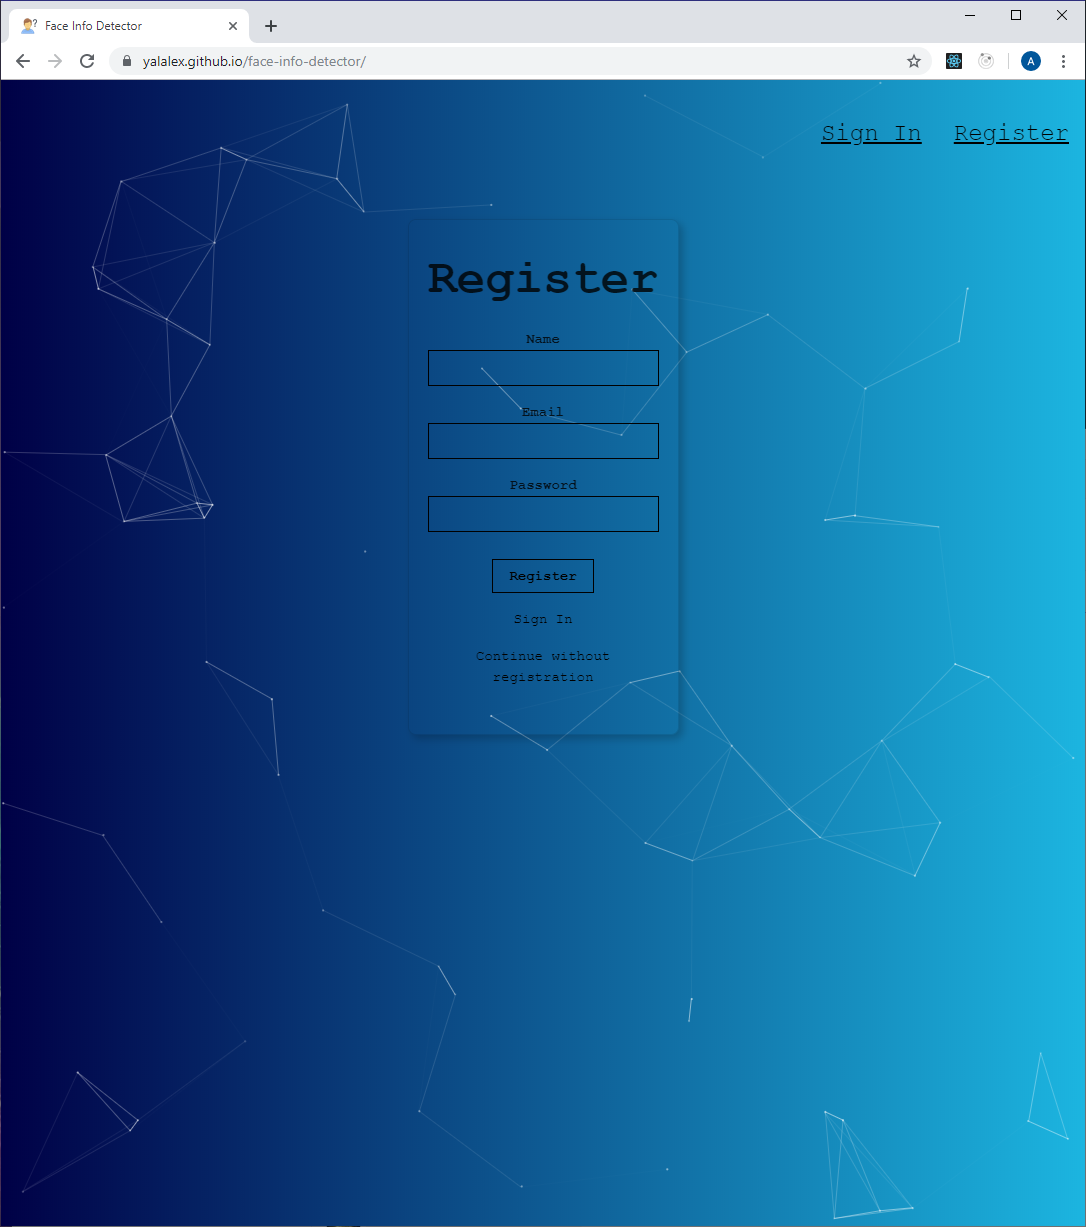 Face Info Detector
yalalex.github.io/face-info-detector/
A
Sign In Register
Register
Name
Email
Password
Register
Sign In
Continue without
registration